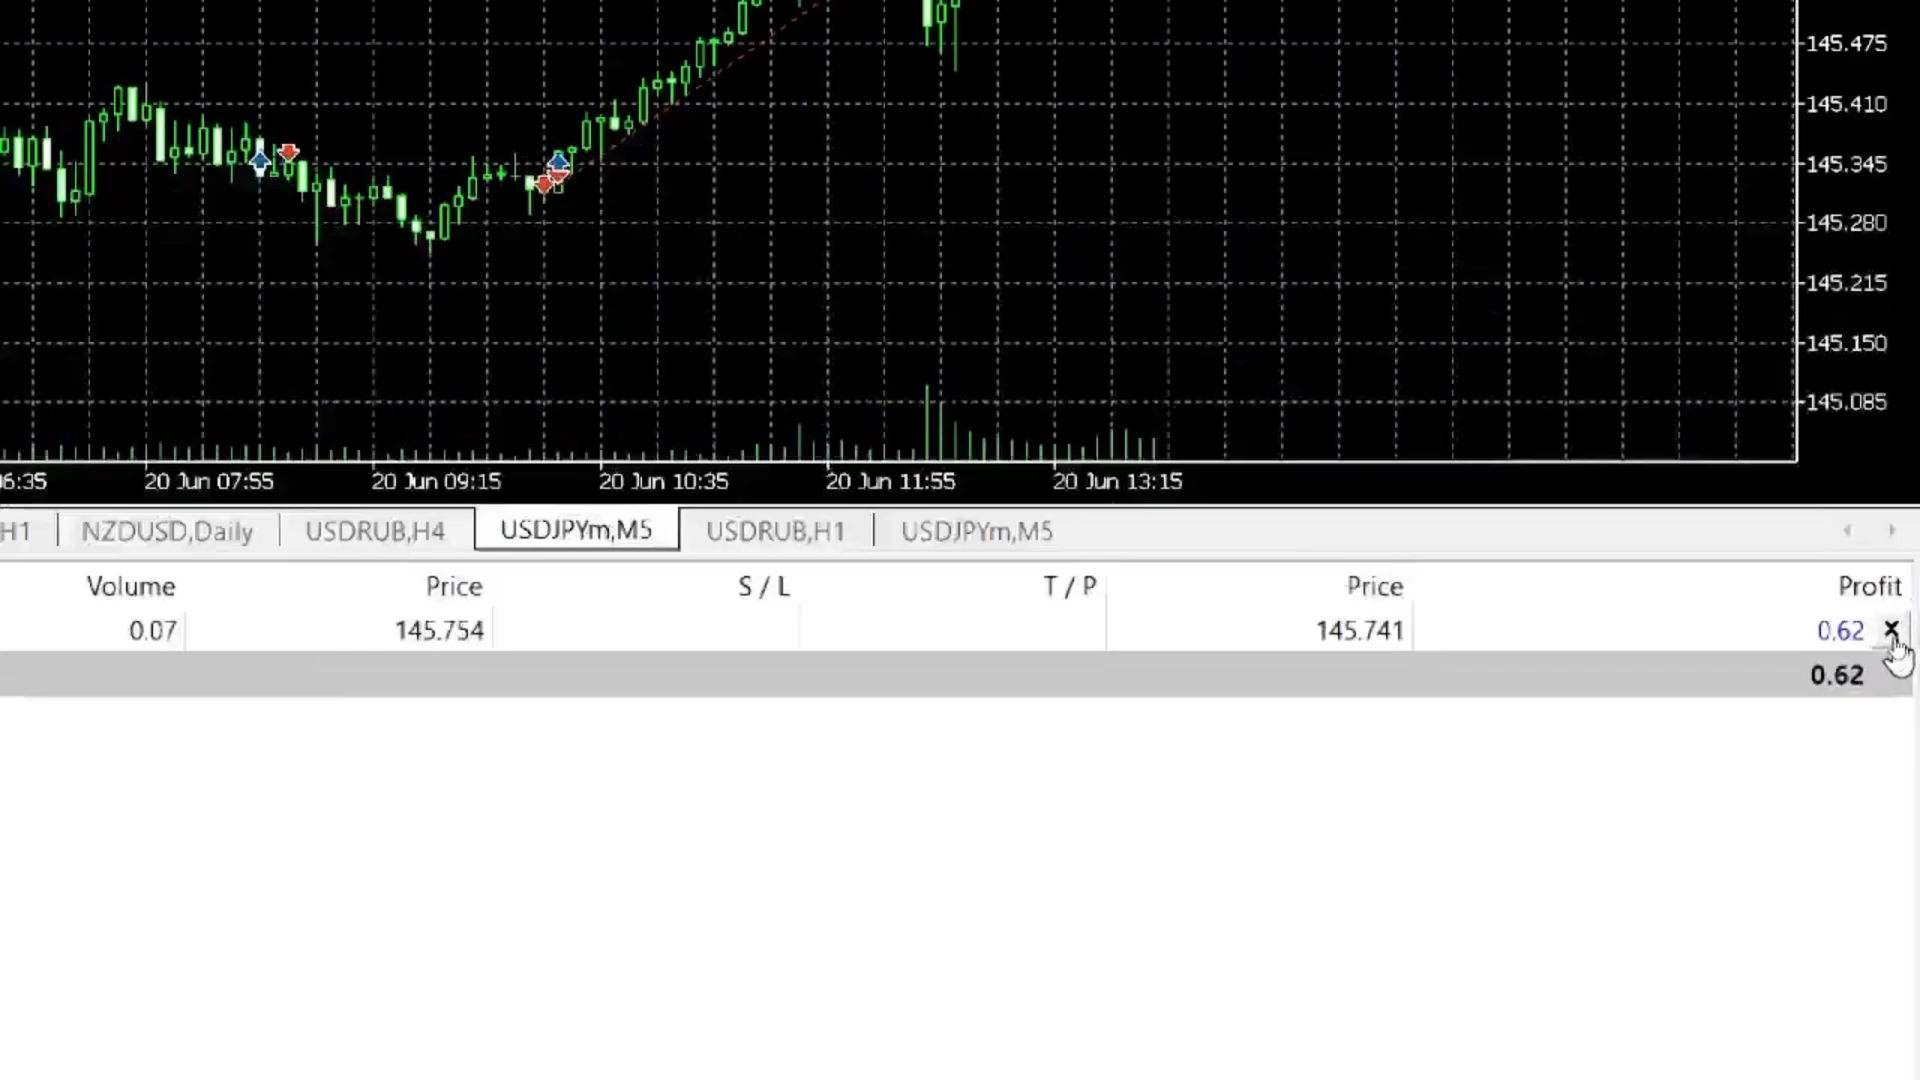 145.475
145.410
145.345
145.280
145.215
145.150
145.085
6:35 20 Jun 07:55 20 Jun 09:15 20 Jun 10:35 20 Jun 11:55 20 Jun 13:15
H1 NZDUSD,Daily USDRUB,H4 USDJPYm,M5 USDRUB,H1 USDJPYm,M5
Volume Price S / L T / P Price Profit
0.07 145.754 145.741 0.62
0.62